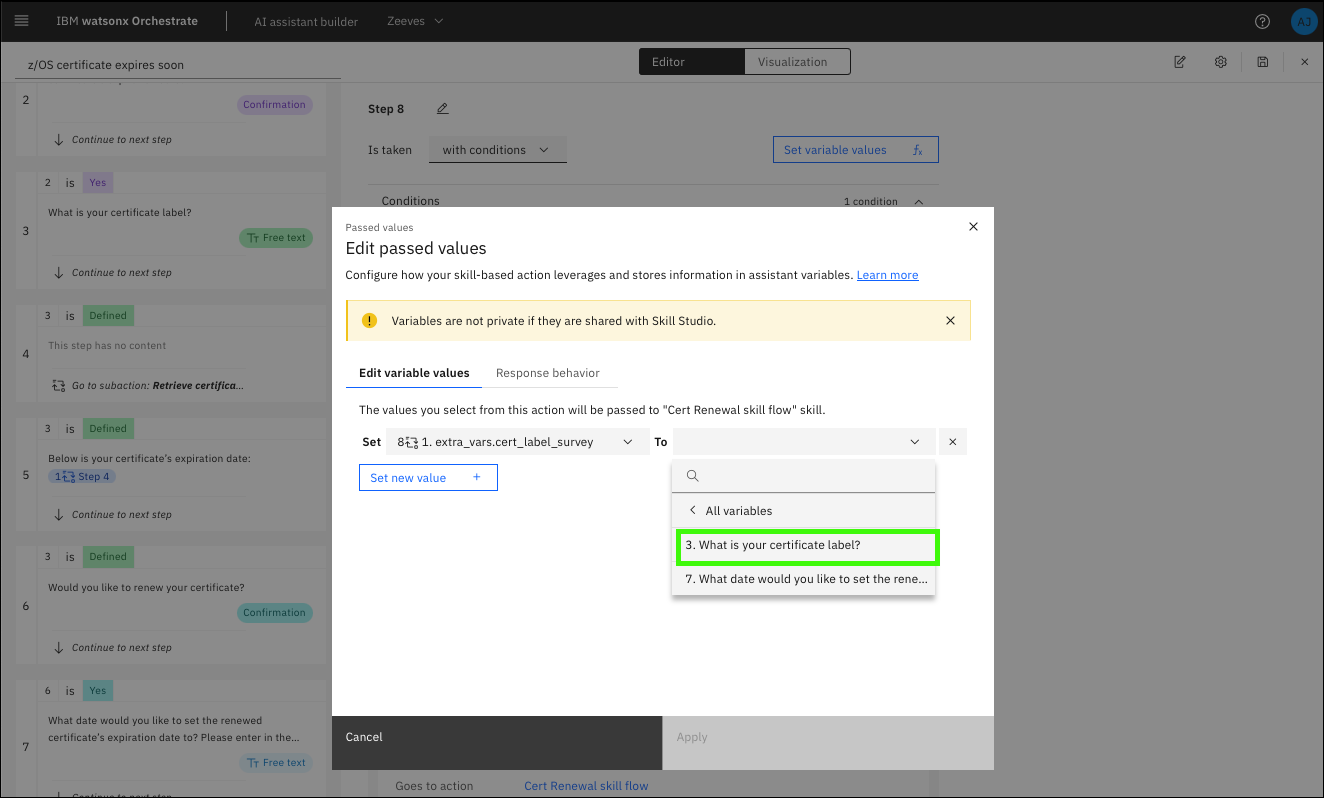 IBM watsonx Orchestrate
AI assistant builder
Zeeves
AJ
z/OS certificate expires soon
Editor
Visualization
2
Confirmation
Continue to next step
2 is Yes
What is your certificate label?
3
Free text
Continue to next step
3 is Defined
This step has no content
4
Go to subaction: Retrieve certifica...
3 is Defined
Below is your certificate's expiration date:
5
1 Step 4
Continue to next step
3 is Defined
Would you like to renew your certificate?
6
Confirmation
Continue to next step
6 is Yes
What date would you like to set the renewed
certificate's expiration date to? Please enter in the...
7
Free text
Continue to next step
Step 8
Is taken
with conditions
Set variable values fx
Conditions
1 condition
Passed values
Edit passed values
Configure how your skill-based action leverages and stores information in assistant variables. Learn more
Variables are not private if they are shared with Skill Studio.
Edit variable values
Response behavior
The values you select from this action will be passed to "Cert Renewal skill flow" skill.
Set 8 1. extra_vars.cert_label_survey To
Set new value +
All variables
3. What is your certificate label?
7. What date would you like to set the rene...
Cancel
Apply
Goes to action
Cert Renewal skill flow